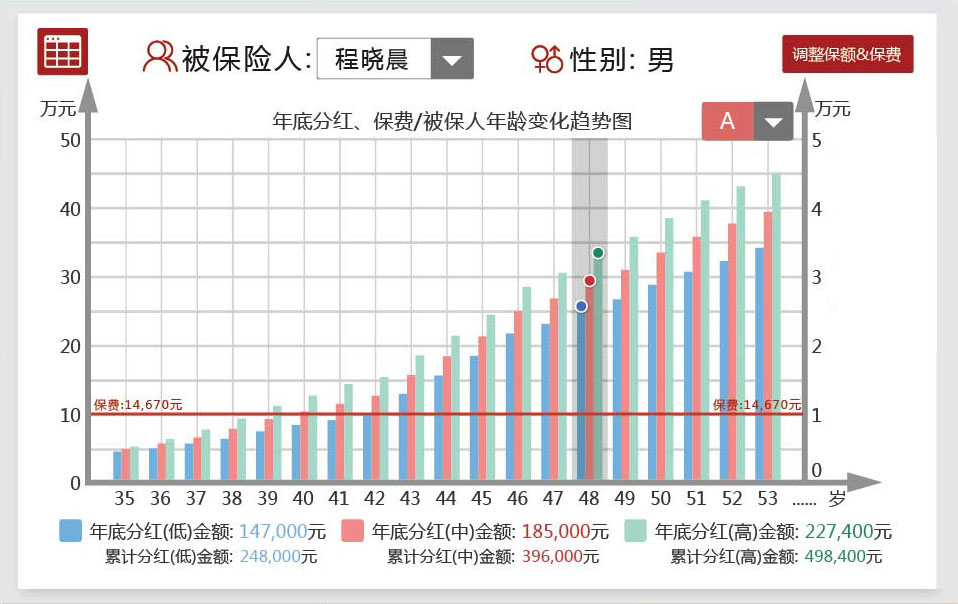 被保险人: 程晓晨 性别: 男 调整保额&保费
万元 年底分红、保费/被保人年龄变化趋势图 A 万元
50 5
40 4
30 3
20 2
保费:14,670元 保费:14,670元
10 1
0 0
35 36 37 38 39 40 41 42 43 44 45 46 47 48 49 50 51 52 53 ...... 岁
年底分红(低)金额: 147,000元 年底分红(中)金额: 185,000元 年底分红(高)金额: 227,400元
累计分红(低)金额: 248,000元 累计分红(中)金额: 396,000元 累计分红(高)金额: 498,400元